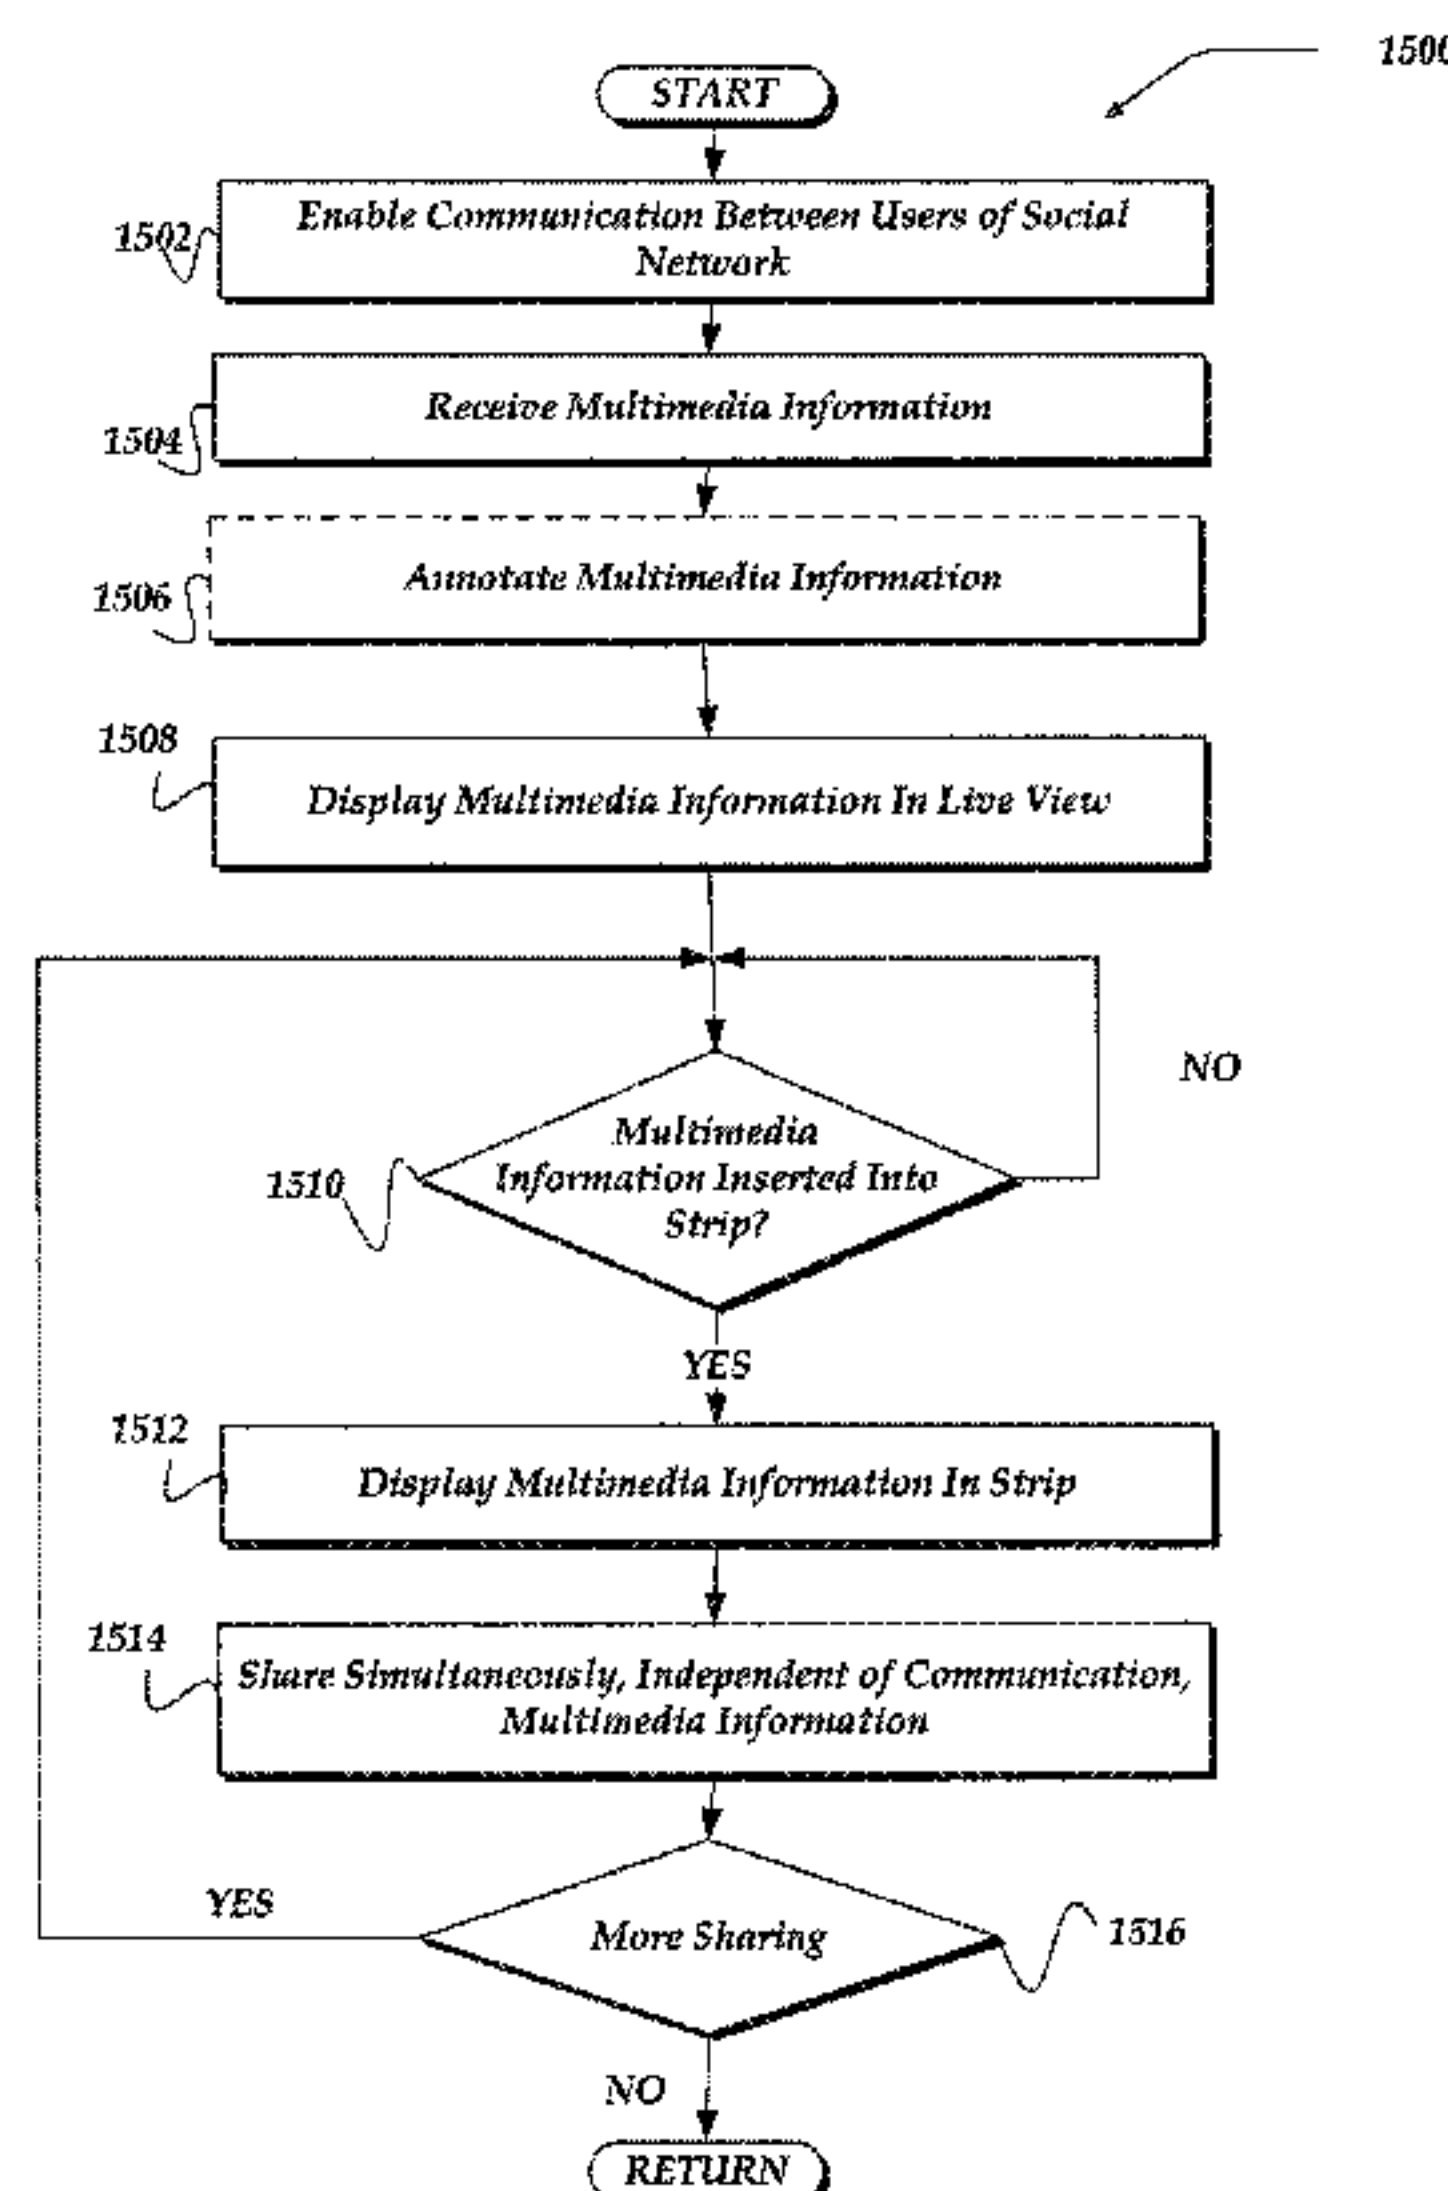 1500
START
1502
Enable Communication Between Users of Social
Network
1504
Receive Multimedia Information
1506
Annotate Multimedia Information
1508
Display Multimedia Information In Live View
NO
1510
Multimedia
Information Inserted Into
Strip?
YES
1512
Display Multimedia Information In Strip
1514
Share Simultaneously, Independent of Communication,
Multimedia Information
YES
More Sharing
1516
NO
RETURN